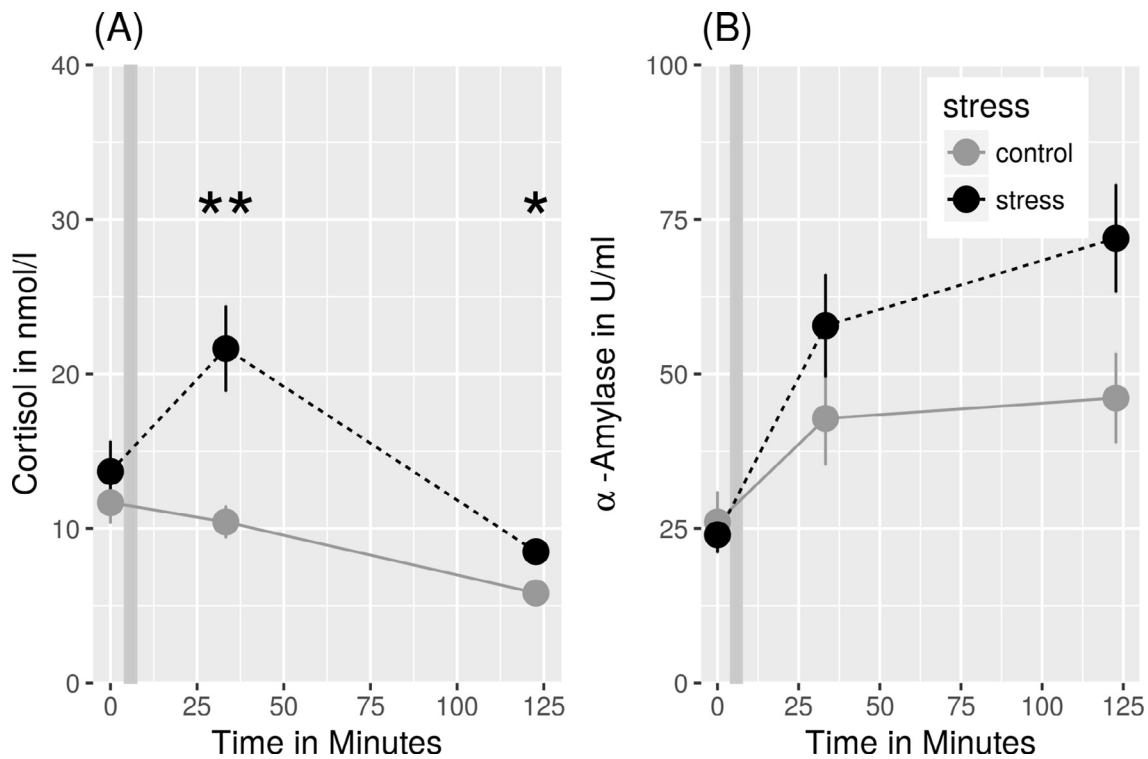 (A)
Cortisol in nmol/l
40
30
20
10
0
**
*
0 25 50 75 100 125
Time in Minutes
(B)
α -Amylase in U/ml
100
75
50
25
0
stress
control
stress
0 25 50 75 100 125
Time in Minutes